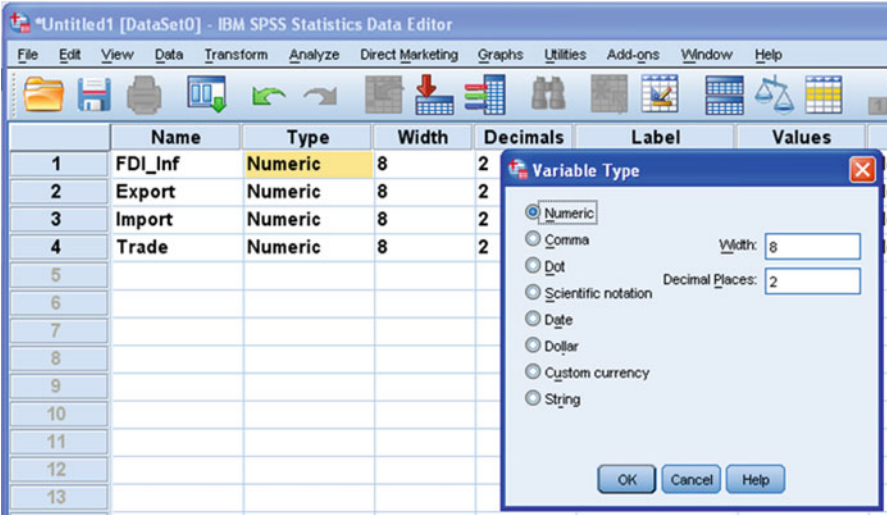 *Untitled1 [DataSet0] - IBM SPSS Statistics Data Editor
File Edit View Data Transform Analyze Direct Marketing Graphs Utilities Add-ons Window Help
Name Type Width Decimals Label Values
1 FDI_Inf Numeric 8 2
2 Export Numeric 8 2
3 Import Numeric 8 2
4 Trade Numeric 8 2
5
6
7
8
9
10
11
12
13
Variable Type
Numeric
Comma
Dot
Scientific notation
Date
Dollar
Custom currency
String
Width: 8
Decimal Places: 2
OK Cancel Help